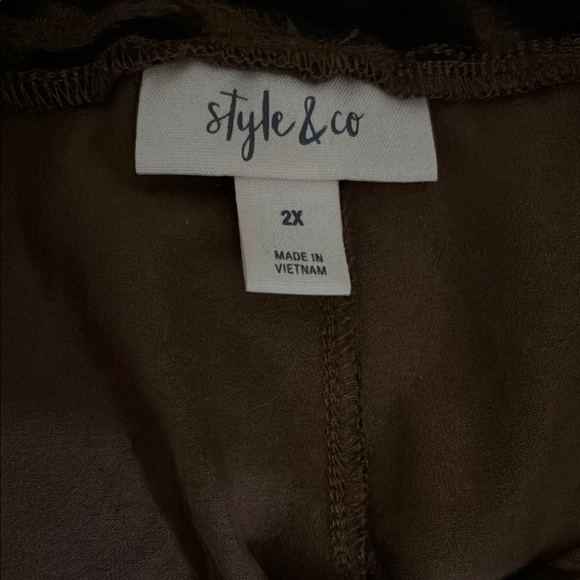 style & co
2X
MADE IN
VIETNAM